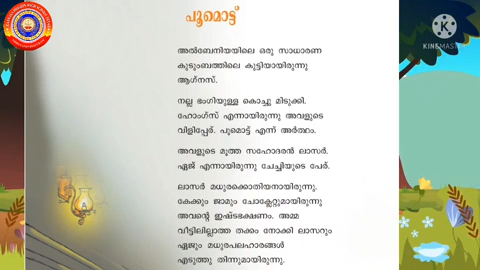 പൂമൊട്ട്
അൽബേനിയയിലെ ഒരു സാധാരണ
കുടുംബത്തിലെ കുട്ടിയായിരുന്നു
ആഗ്നസ്.
നല്ല ഭംഗിയുള്ള കൊച്ചു മിടുക്കി.
ഹോംഗ്സ് എന്നായിരുന്നു അവളുടെ
വിളിപ്പേര്. പൂമൊട്ട് എന്ന് അർത്ഥം.
അവളുടെ മൂത്ത സഹോദരൻ ലാസർ.
ഏജ് എന്നായിരുന്നു ചേച്ചിയുടെ പേര്.
ലാസർ മധുരക്കൊതിയനായിരുന്നു.
കേക്കും ജാമും ചോക്ലേറ്റുമായിരുന്നു
അവന്റെ ഇഷ്ടഭക്ഷണം. അമ്മ
വീട്ടിലില്ലാത്ത തക്കം നോക്കി ലാസറും
ഏജും മധുരപലഹാരങ്ങൾ
എടുത്തു തിന്നുമായിരുന്നു.
KINEMASTER